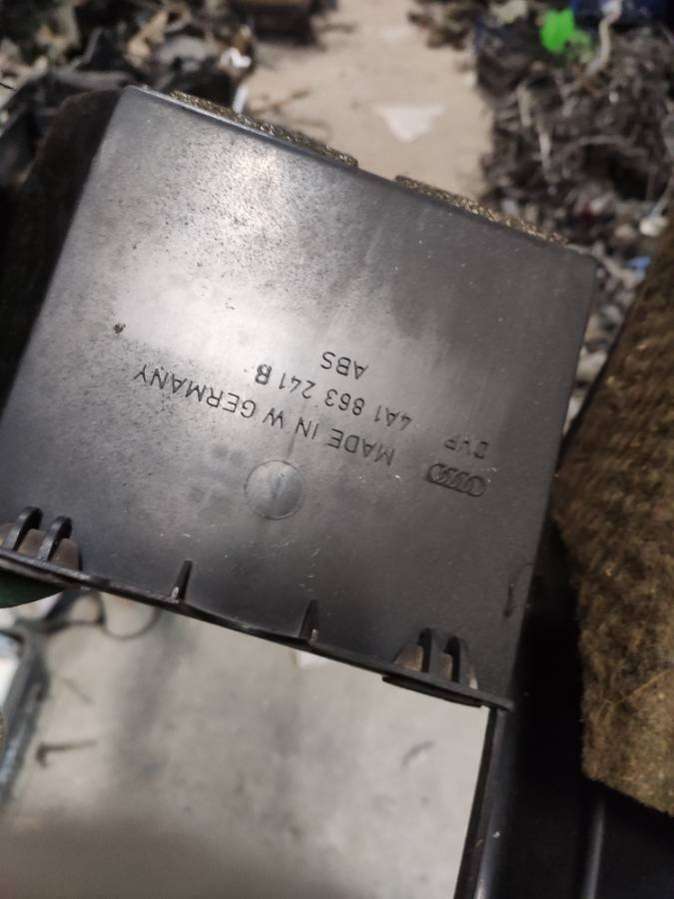 MADE IN W GERMANY
DVP 4A1 863 241 B
ABS